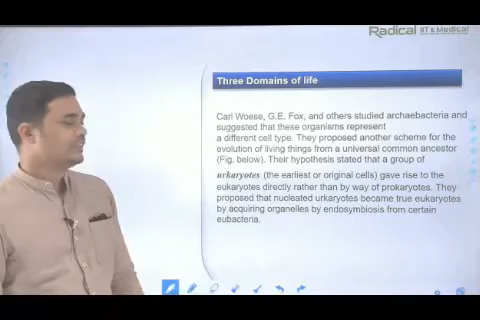 Radical IIT & Medical
Three Domains of life
Carl Woese, G.E. Fox, and others studied archaebacteria and
suggested that these organisms represent
a different cell type. They proposed another scheme for the
evolution of living things from a universal common ancestor
(Fig. below). Their hypothesis stated that a group of
urkaryotes (the earliest or original cells) gave rise to the
eukaryotes directly rather than by way of prokaryotes. They
proposed that nucleated urkaryotes became true eukaryotes
by acquiring organelles by endosymbiosis from certain
eubacteria.